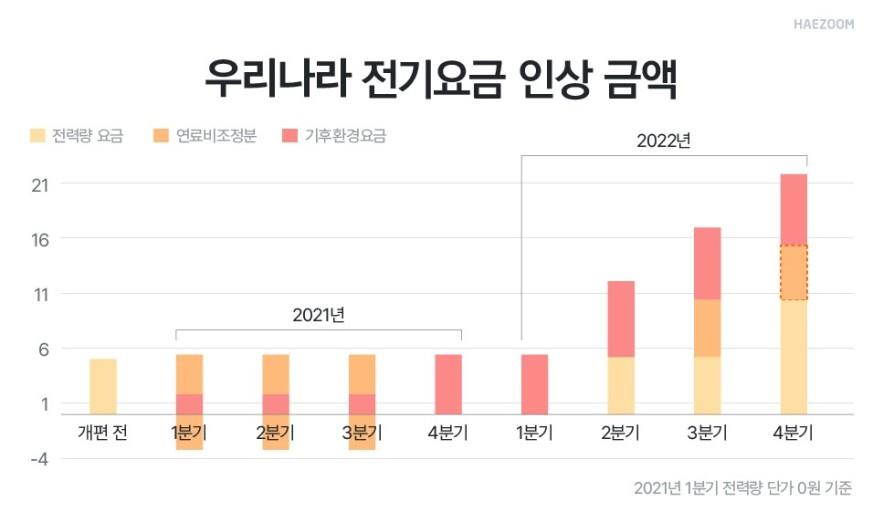 HAEZOOM
우리나라 전기요금 인상 금액
전력량 요금 연료비조정분 기후환경요금
2022년
21
16
11
2021년
6
1
개편 전 1분기 2분기 3분기 4분기 1분기 2분기 3분기 4분기
-4
2021년 1분기 전력량 단가 0원 기준